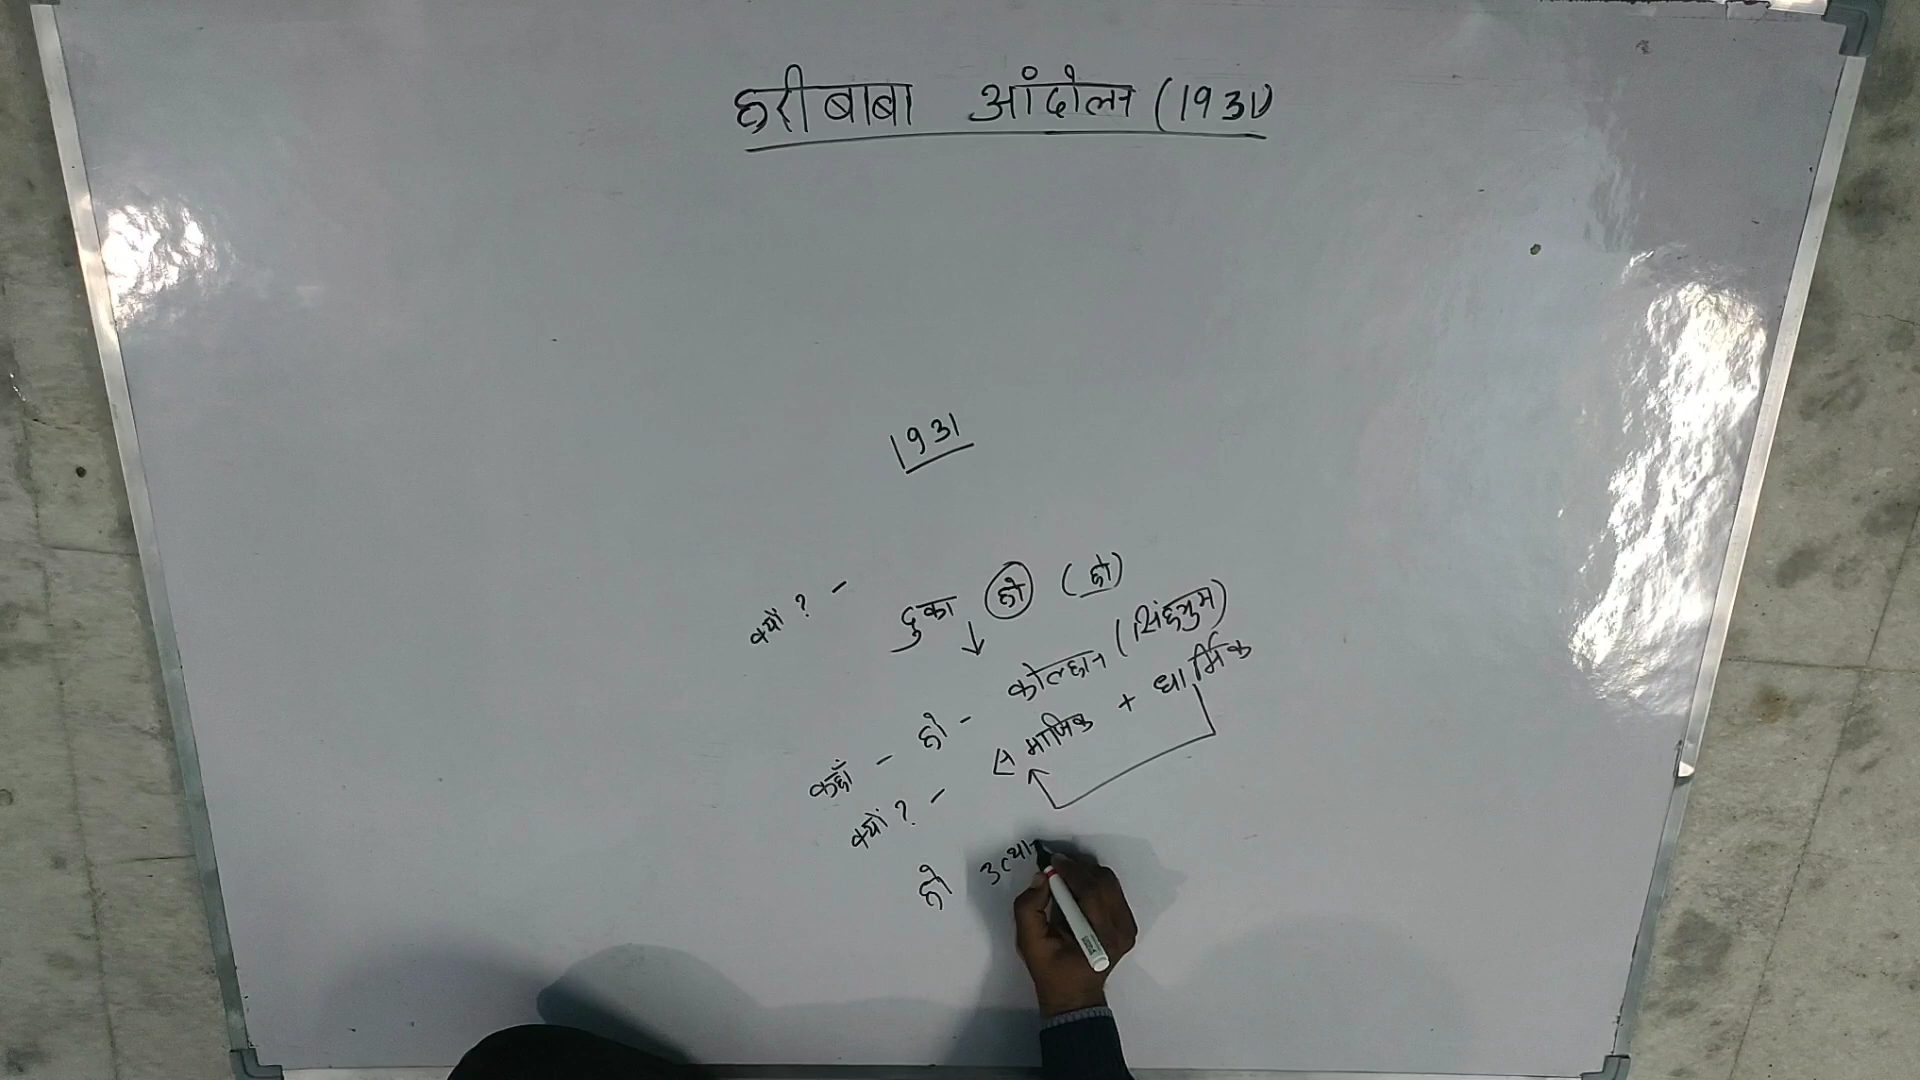 हरीबाबा आंदोलन (1931)
1931
क्यों? - दुका हो (हो)
कहाँ - हो - कोल्हान (सिंहभुम)
क्यों? - सामाजिक + धार्मिक
हो उत्थान